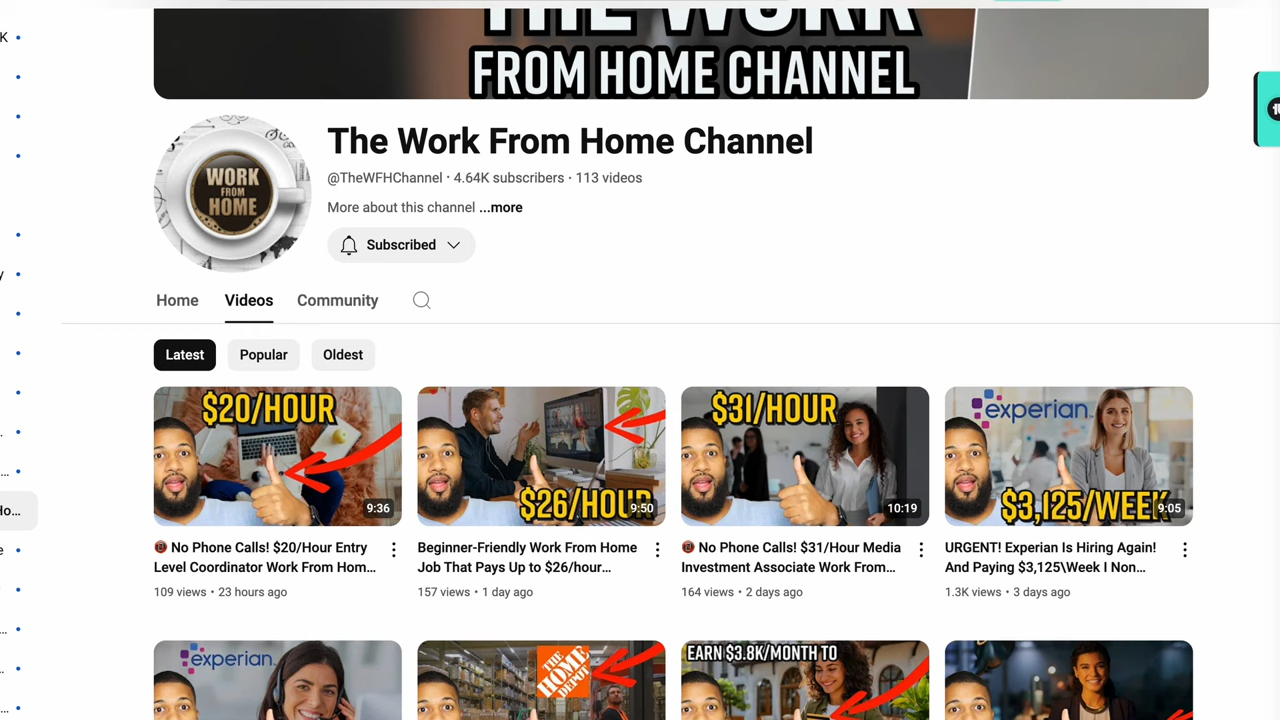 THE WORK
FROM HOME CHANNEL
K
WORK
FROM
HOME
The Work From Home Channel
@TheWFHChannel · 4.64K subscribers · 113 videos
More about this channel ...more
Subscribed
y
Home
Videos
Community
Latest
Popular
Oldest
$20/HOUR
9:36
$26/HOUR
9:50
$31/HOUR
10:19
experian
$3,125/WEEK
9:05
No Phone Calls! $20/Hour Entry
Level Coordinator Work From Hom...
109 views • 23 hours ago
Beginner-Friendly Work From Home
Job That Pays Up to $26/hour...
157 views • 1 day ago
No Phone Calls! $31/Hour Media
Investment Associate Work From...
164 views • 2 days ago
URGENT! Experian Is Hiring Again!
And Paying $3,125\Week I Non...
1.3K views • 3 days ago
experian
THE
HOME
DEPOT
EARN $3.8K/MONTH TO